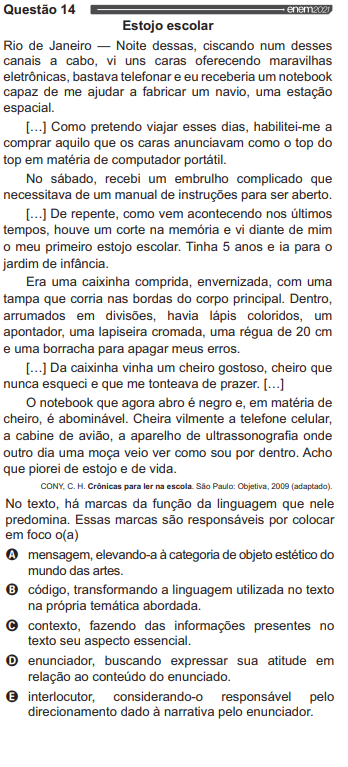 Questão 14 enem2021
Estojo escolar
Rio de Janeiro — Noite dessas, ciscando num desses
canais a cabo, vi uns caras oferecendo maravilhas
eletrônicas, bastava telefonar e eu receberia um notebook
capaz de me ajudar a fabricar um navio, uma estação
espacial.
[…] Como pretendo viajar esses dias, habilitei-me a
comprar aquilo que os caras anunciavam como o top do
top em matéria de computador portátil.
No sábado, recebi um embrulho complicado que
necessitava de um manual de instruções para ser aberto.
[…] De repente, como vem acontecendo nos últimos
tempos, houve um corte na memória e vi diante de mim
o meu primeiro estojo escolar. Tinha 5 anos e ia para o
jardim de infância.
Era uma caixinha comprida, envernizada, com uma
tampa que corria nas bordas do corpo principal. Dentro,
arrumados em divisões, havia lápis coloridos, um
apontador, uma lapiseira cromada, uma régua de 20 cm
e uma borracha para apagar meus erros.
[…] Da caixinha vinha um cheiro gostoso, cheiro que
nunca esqueci e que me tonteava de prazer. […]
O notebook que agora abro é negro e, em matéria de
cheiro, é abominável. Cheira vilmente a telefone celular,
a cabine de avião, a aparelho de ultrassonografia onde
outro dia uma moça veio ver como sou por dentro. Acho
que piorei de estojo e de vida.
CONY, C. H. Crônicas para ler na escola. São Paulo: Objetiva, 2009 (adaptado).
No texto, há marcas da função da linguagem que nele
predomina. Essas marcas são responsáveis por colocar
em foco o(a)
A mensagem, elevando-a à categoria de objeto estético do
mundo das artes.
B código, transformando a linguagem utilizada no texto
na própria temática abordada.
C contexto, fazendo das informações presentes no
texto seu aspecto essencial.
D enunciador, buscando expressar sua atitude em
relação ao conteúdo do enunciado.
E interlocutor, considerando-o responsável pelo
direcionamento dado à narrativa pelo enunciador.